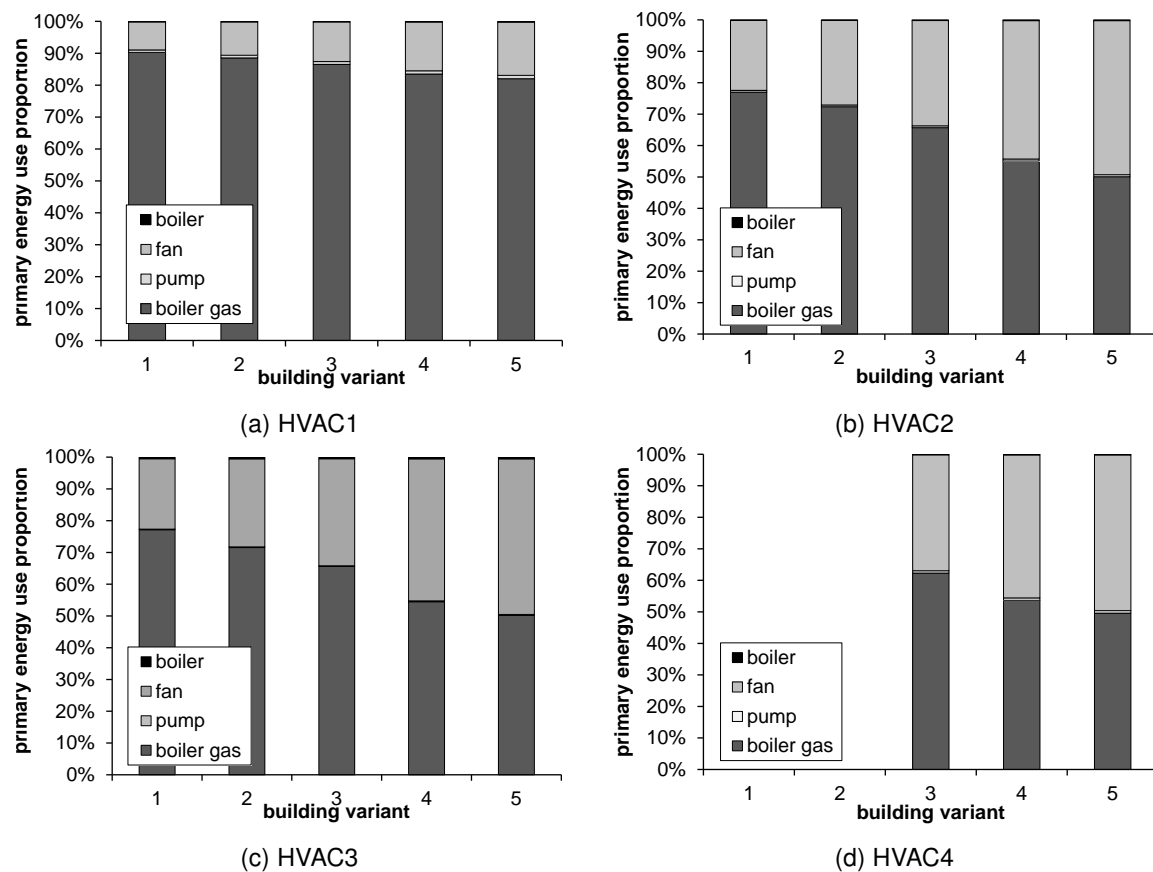 primary energy use proportion
100%
90%
80%
70%
60%
50%
40%
30%
20%
10%
0%
boiler
fan
pump
boiler gas
1 2 3 4 5
building variant
(a) HVAC1
primary energy use proportion
100%
90%
80%
70%
60%
50%
40%
30%
20%
10%
0%
boiler
fan
pump
boiler gas
1 2 3 4 5
building variant
(b) HVAC2
primary energy use proportion
100%
90%
80%
70%
60%
50%
40%
30%
20%
10%
0%
boiler
fan
pump
boiler gas
1 2 3 4 5
building variant
(c) HVAC3
primary energy use proportion
100%
90%
80%
70%
60%
50%
40%
30%
20%
10%
0%
boiler
fan
pump
boiler gas
1 2 3 4 5
building variant
(d) HVAC4